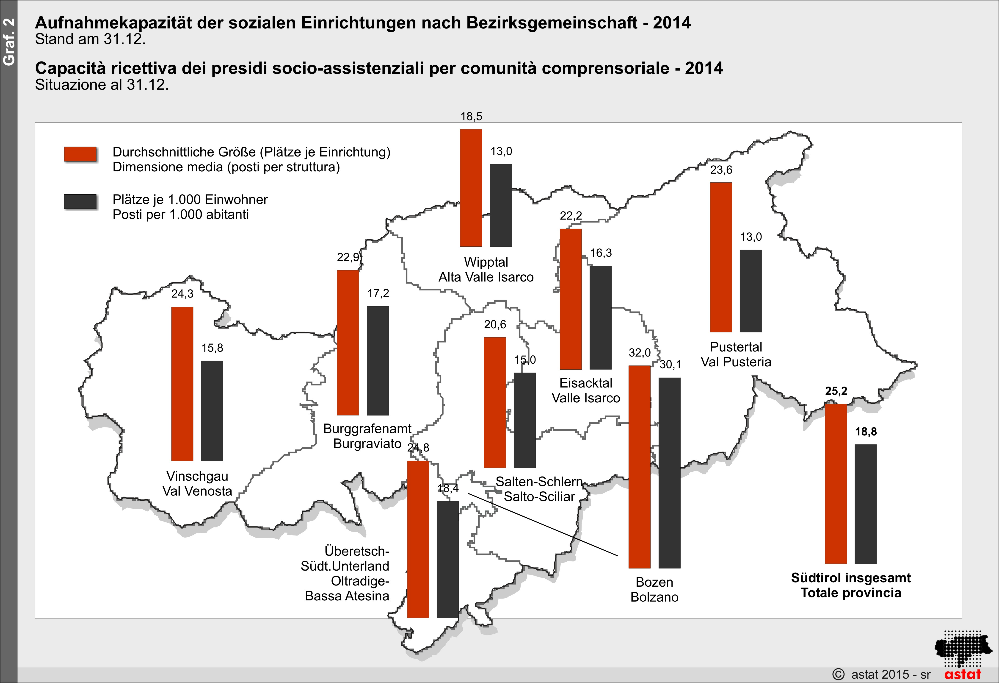 Graf. 2
Aufnahmekapazität der sozialen Einrichtungen nach Bezirksgemeinschaft - 2014
Stand am 31.12.
Capacità ricettiva dei presidi socio-assistenziali per comunità comprensoriale - 2014
Situazione al 31.12.
Durchschnittliche Größe (Plätze je Einrichtung)
Dimensione media (posti per struttura)
Plätze je 1.000 Einwohner
Posti per 1.000 abitanti
18,5
13,0
Wipptal
Alta Valle Isarco
23,6
13,0
Pustertal
Val Pusteria
22,2
16,3
Eisacktal
Valle Isarco
22,9
17,2
Burggrafenamt
Burgraviato
24,3
15,8
Vinschgau
Val Venosta
20,6
15,0
Salten-Schlern
Salto-Sciliar
32,0
30,1
Bozen
Bolzano
24,8
18,4
Überetsch-
Südt.Unterland
Oltradige-
Bassa Atesina
25,2
18,8
Südtirol insgesamt
Totale provincia
© astat 2015 - sr
astat